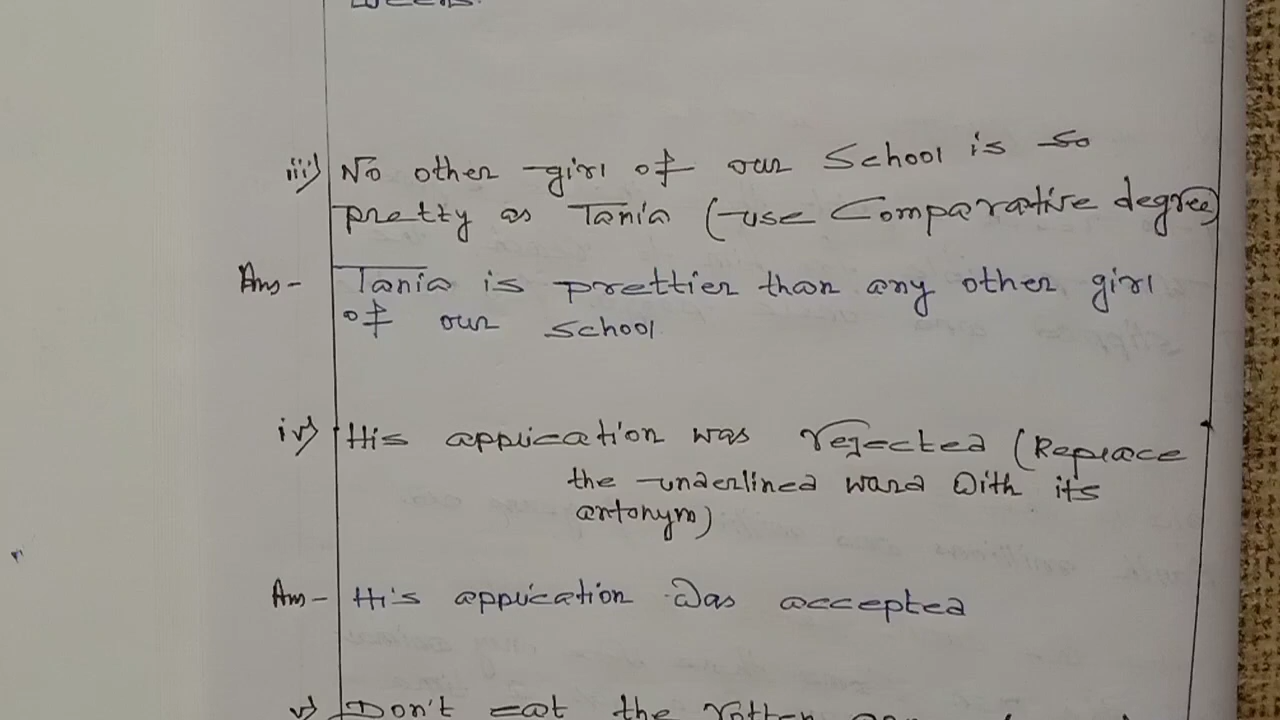 iii) No other girl of our School is so
pretty as Tania (use Comparative degree)
Ans- Tania is prettier than any other girl
of our School
iv) His application was rejected (Replace
the underlined word with its
antonym)
Ans- His application was accepted
v) Don't eat the rotten